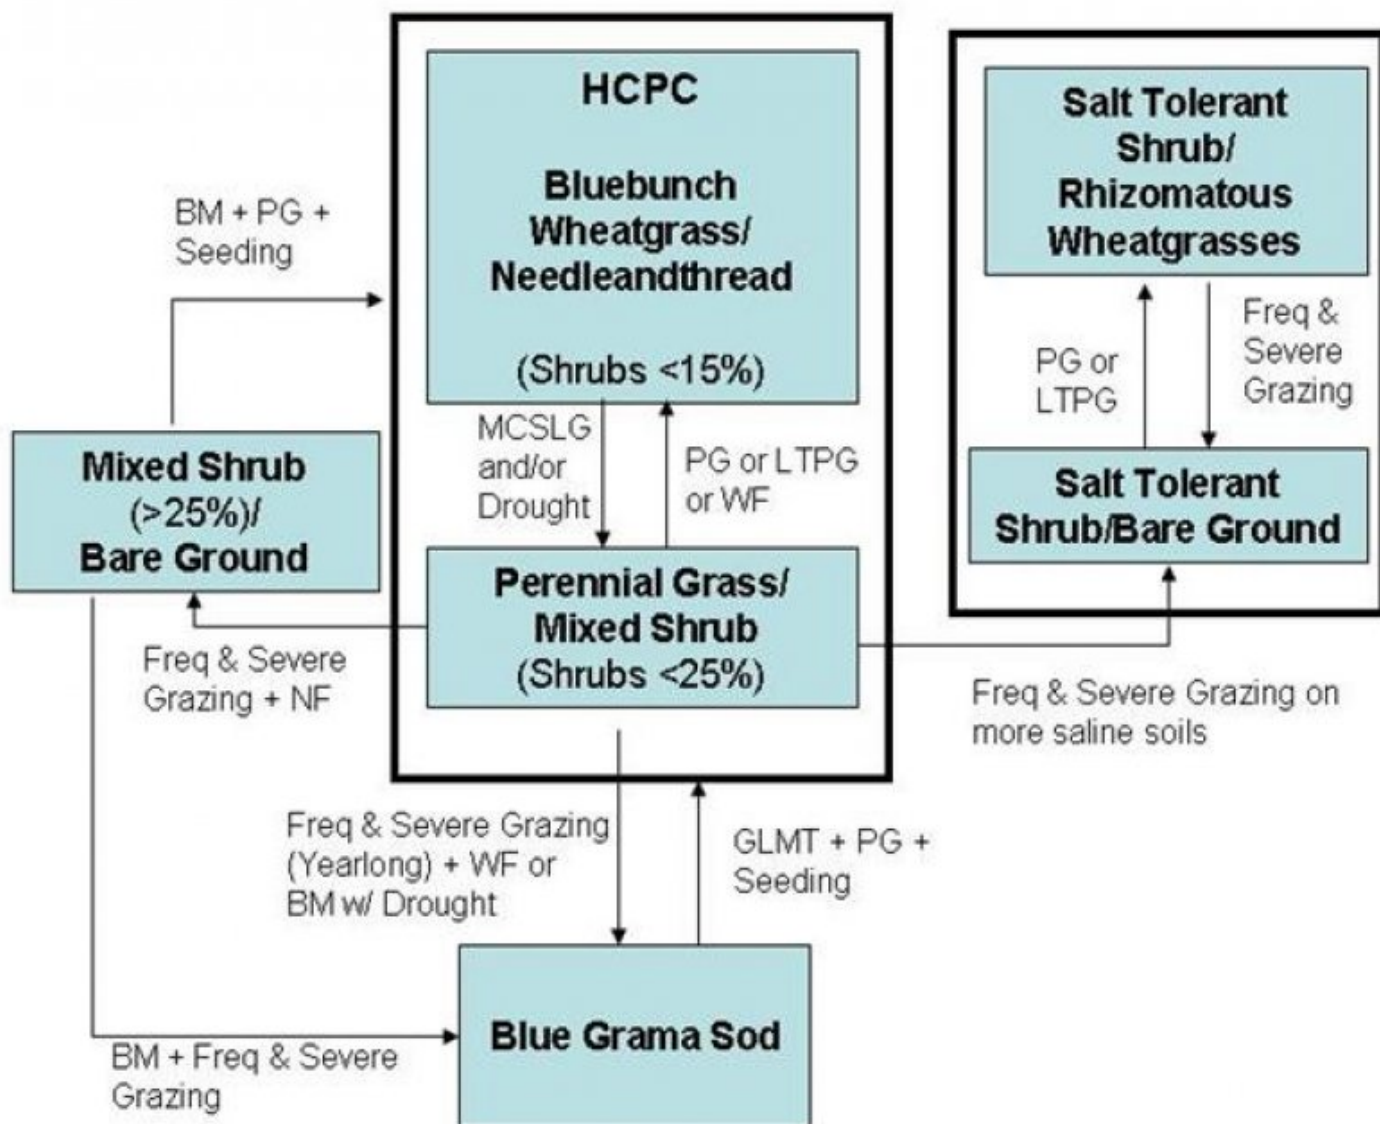 HCPC
Bluebunch
Wheatgrass/
Needleandthread
(Shrubs <15%)
Salt Tolerant
Shrub/
Rhizomatous
Wheatgrasses
BM + PG +
Seeding
Freq &
Severe
Grazing
PG or
LTPG
MCSLG
and/or
Drought
PG or LTPG
or WF
Mixed Shrub
(>25%)/
Bare Ground
Salt Tolerant
Shrub/Bare Ground
Perennial Grass/
Mixed Shrub
(Shrubs <25%)
Freq & Severe
Grazing + NF
Freq & Severe Grazing on
more saline soils
Freq & Severe Grazing
(Yearlong) + WF or
BM w/ Drought
GLMT + PG +
Seeding
Blue Grama Sod
BM + Freq & Severe
Grazing